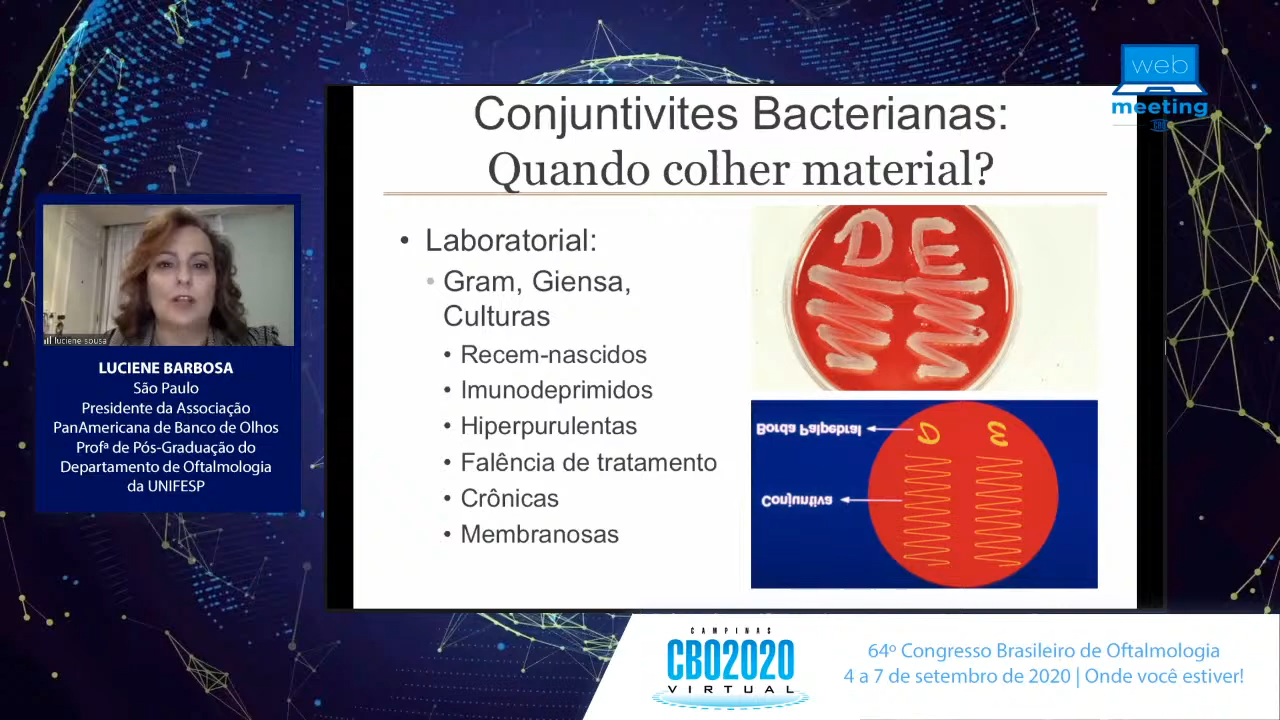 web
meeting
Conjuntivites Bacterianas:
Quando colher material?
• Laboratorial:
• Gram, Giensa,
Culturas
• Recem-nascidos
• Imunodeprimidos
• Hiperpurulentas
• Falência de tratamento
• Crônicas
• Membranosas
D E
Borda Palpebral
D E
Conjuntiva
luciene sousa
LUCIENE BARBOSA
São Paulo
Presidente da Associação
PanAmericana de Banco de Olhos
Profª de Pós-Graduação do
Departamento de Oftalmologia
da UNIFESP
CAMPINAS
CBO2020
VIRTUAL
64º Congresso Brasileiro de Oftalmologia
4 a 7 de setembro de 2020 | Onde você estiver!